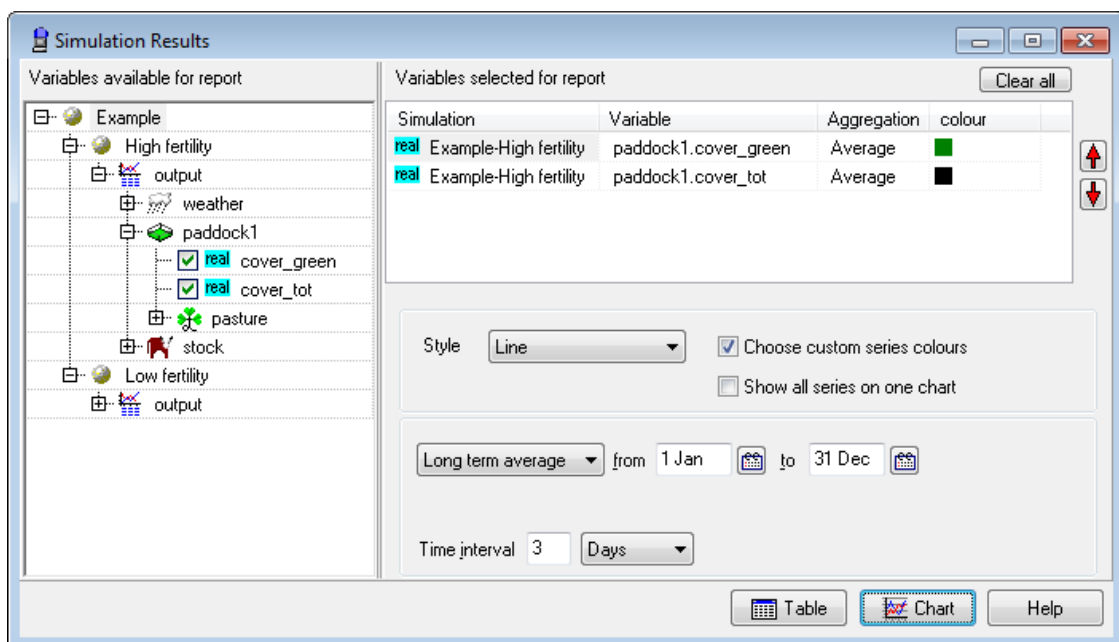 Simulation Results
Variables available for report
Example
High fertility
output
weather
paddock1
real cover_green
real cover_tot
pasture
stock
Low fertility
output
Variables selected for report
Clear all
Simulation Variable Aggregation colour
real Example-High fertility paddock1.cover_green Average
real Example-High fertility paddock1.cover_tot Average
Style Line Choose custom series colours
Show all series on one chart
Long term average from 1 Jan to 31 Dec
Time interval 3 Days
Table Chart Help